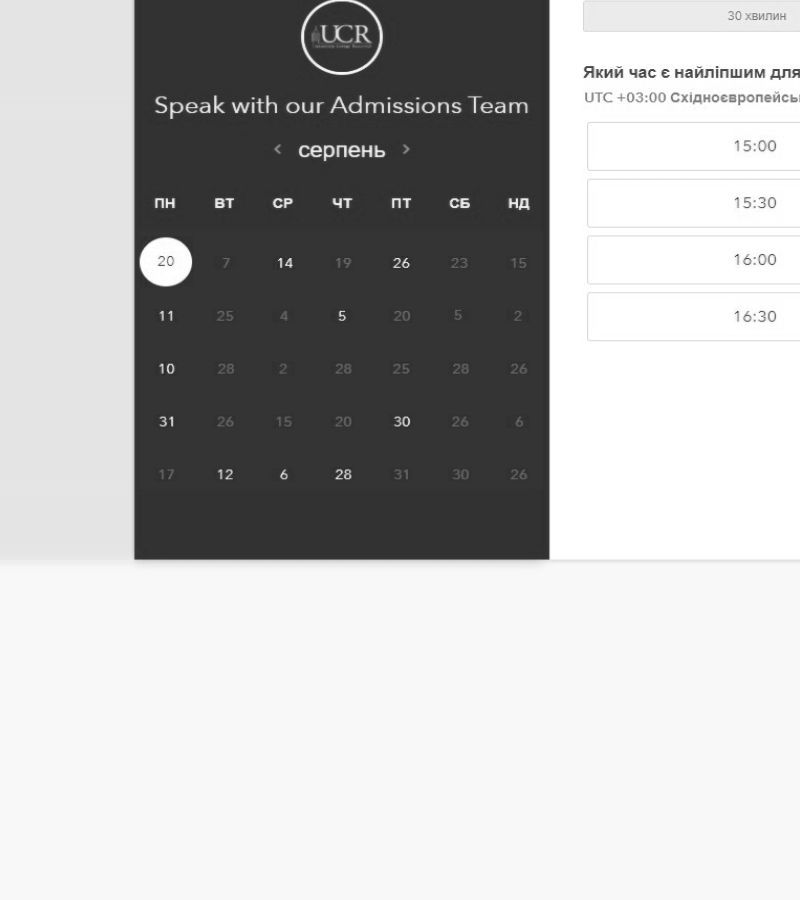 UCR
30 хвилин
Speak with our Admissions Team
< серпень >
ПН ВТ СР ЧТ ПТ СБ НД
20 7 14 19 26 23 15
11 25 4 5 20 5 2
10 28 2 28 25 28 26
31 26 15 20 30 26 6
17 12 6 28 31 30 26
Який час є найліпшим для
UTC +03:00 Східноєвропейсь
15:00
15:30
16:00
16:30